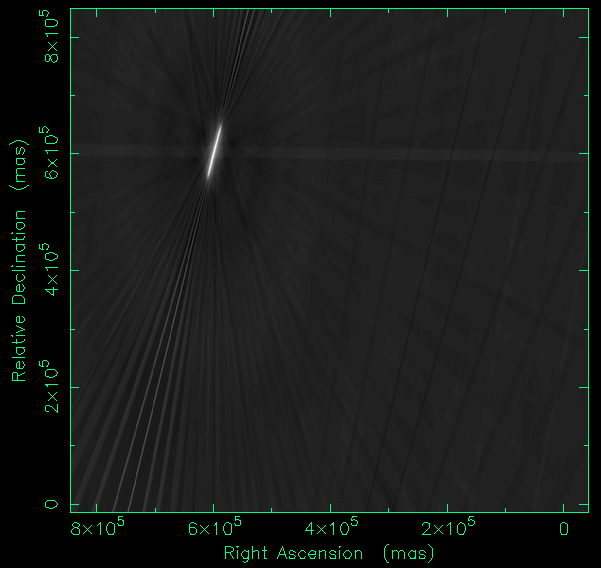 8×10⁵
6×10⁵
4×10⁵
2×10⁵
0
Relative Declination (mas)
8×10⁵ 6×10⁵ 4×10⁵ 2×10⁵ 0
Right Ascension (mas)